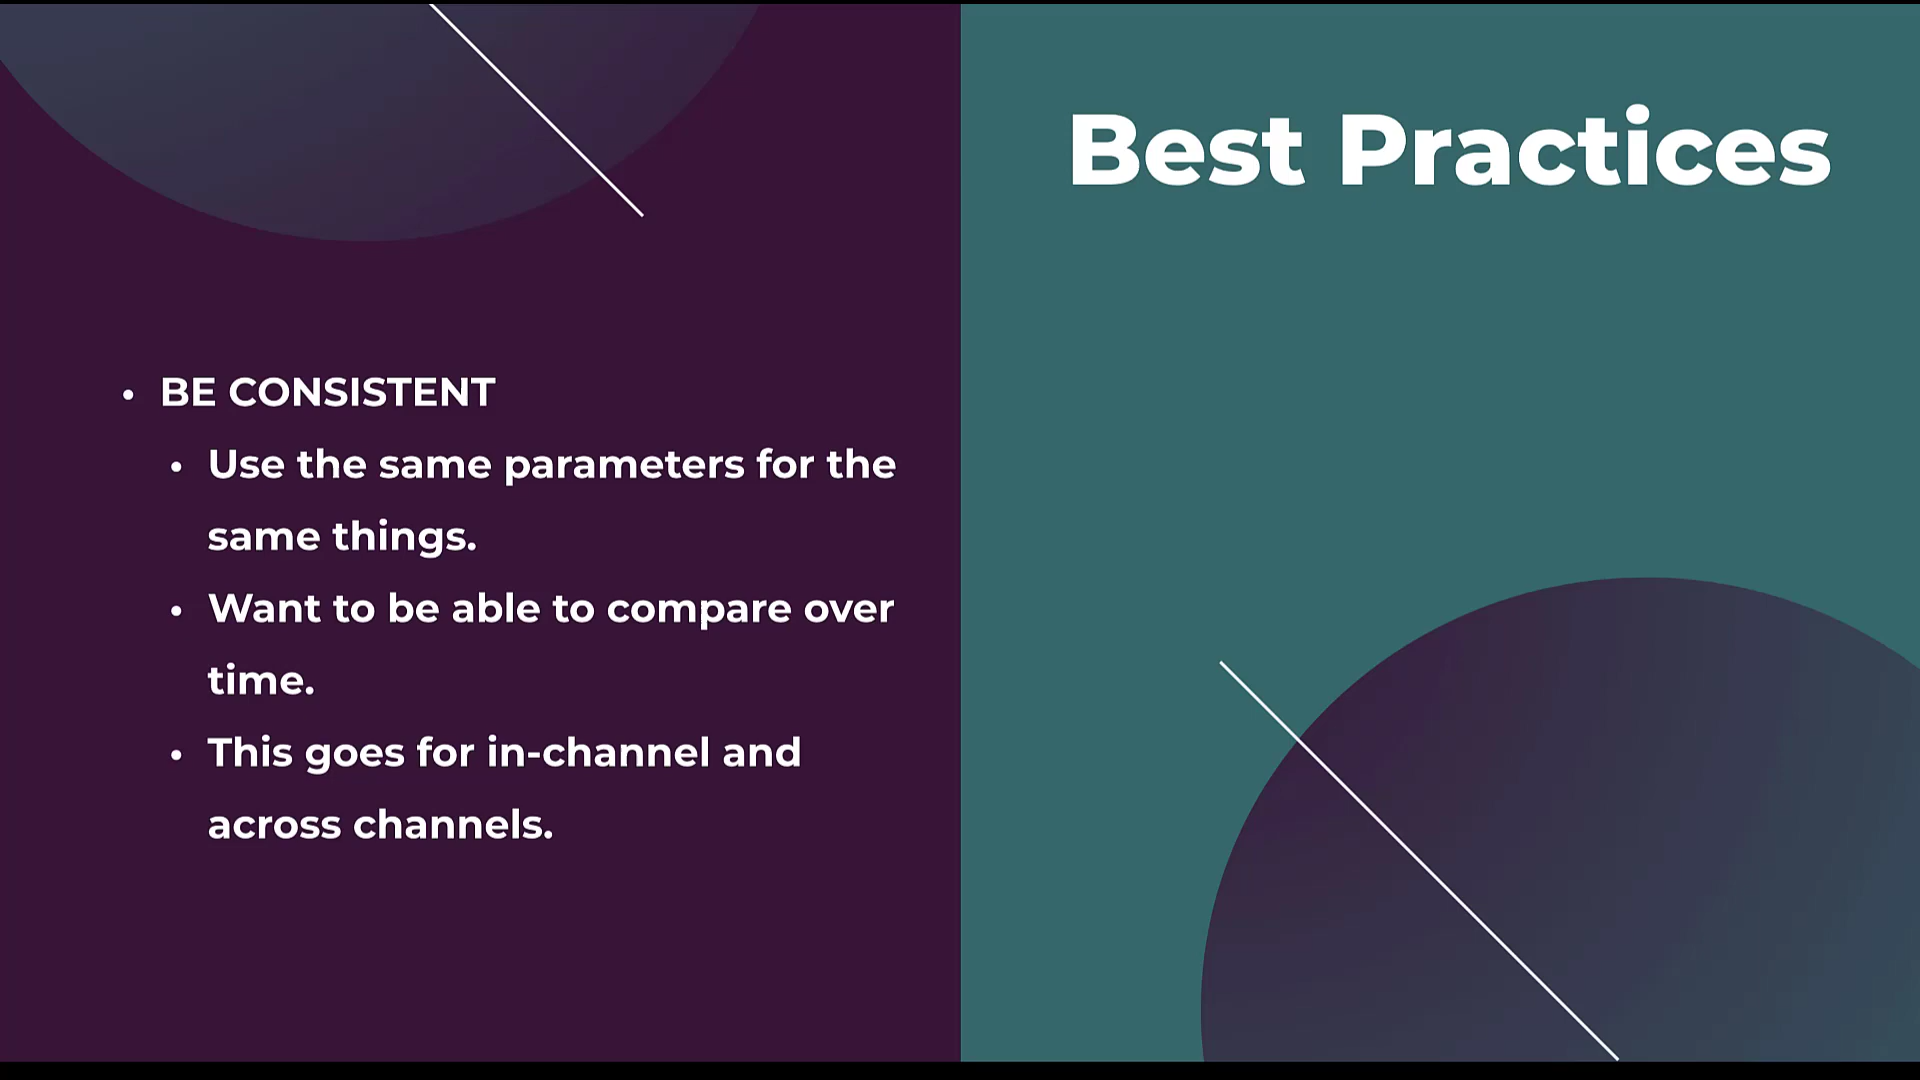 Best Practices
• BE CONSISTENT
• Use the same parameters for the
same things.
• Want to be able to compare over
time.
• This goes for in-channel and
across channels.